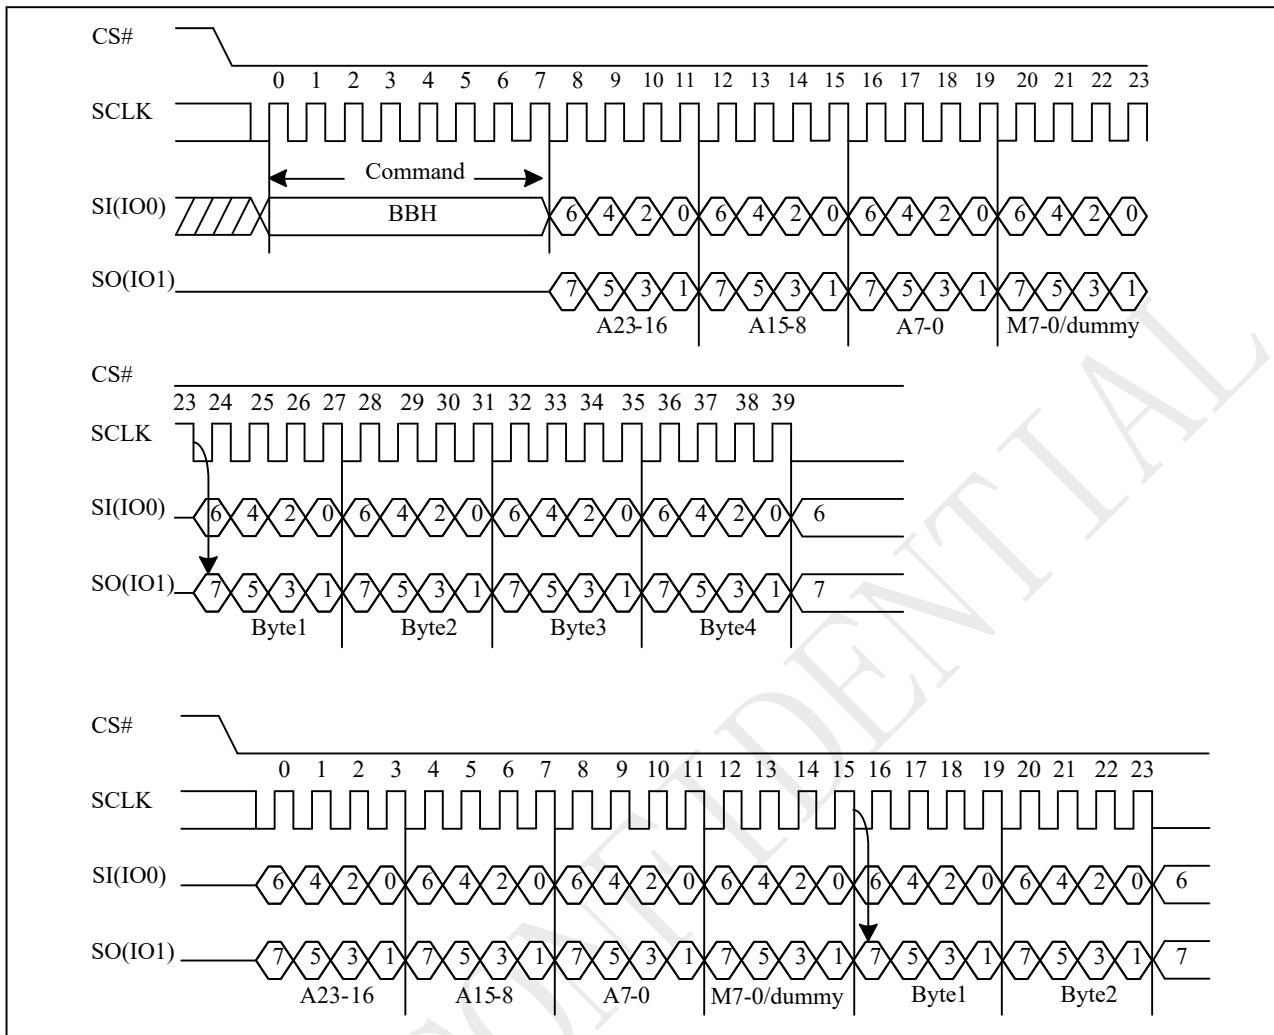 CS#
0 1 2 3 4 5 6 7 8 9 10 11 12 13 14 15 16 17 18 19 20 21 22 23
SCLK
Command
SI(IO0) BBH 6 4 2 0 6 4 2 0 6 4 2 0 6 4 2 0
SO(IO1) 7 5 3 1 7 5 3 1 7 5 3 1 7 5 3 1
A23-16 A15-8 A7-0 M7-0/dummy
CS#
23 24 25 26 27 28 29 30 31 32 33 34 35 36 37 38 39
SCLK
SI(IO0) 6 4 2 0 6 4 2 0 6 4 2 0 6 4 2 0 6
SO(IO1) 7 5 3 1 7 5 3 1 7 5 3 1 7 5 3 1 7
Byte1 Byte2 Byte3 Byte4
CS#
0 1 2 3 4 5 6 7 8 9 10 11 12 13 14 15 16 17 18 19 20 21 22 23
SCLK
SI(IO0) 6 4 2 0 6 4 2 0 6 4 2 0 6 4 2 0 6 4 2 0 6 4 2 0 6
SO(IO1) 7 5 3 1 7 5 3 1 7 5 3 1 7 5 3 1 7 5 3 1 7 5 3 1 7
A23-16 A15-8 A7-0 M7-0/dummy Byte1 Byte2
CONFIDENTIAL